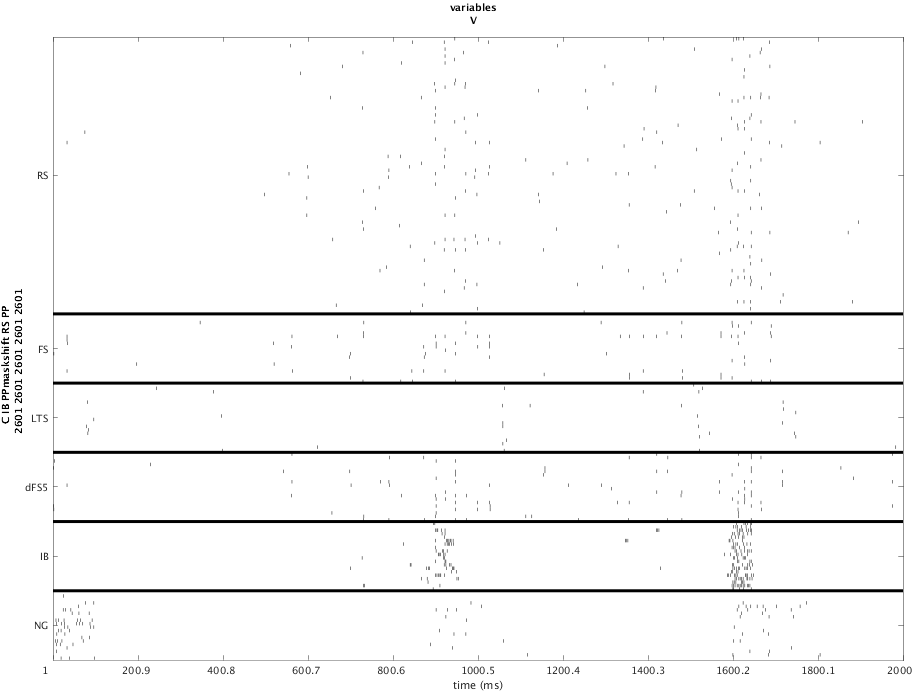 variables
V
C IB PPmaskshift RS PP
2601 2601 2601 2601 2601
RS
FS
LTS
dFS5
IB
NG
1 200.9 400.8 600.7 800.6 1000.5 1200.4 1400.3 1600.2 1800.1 2000
time (ms)